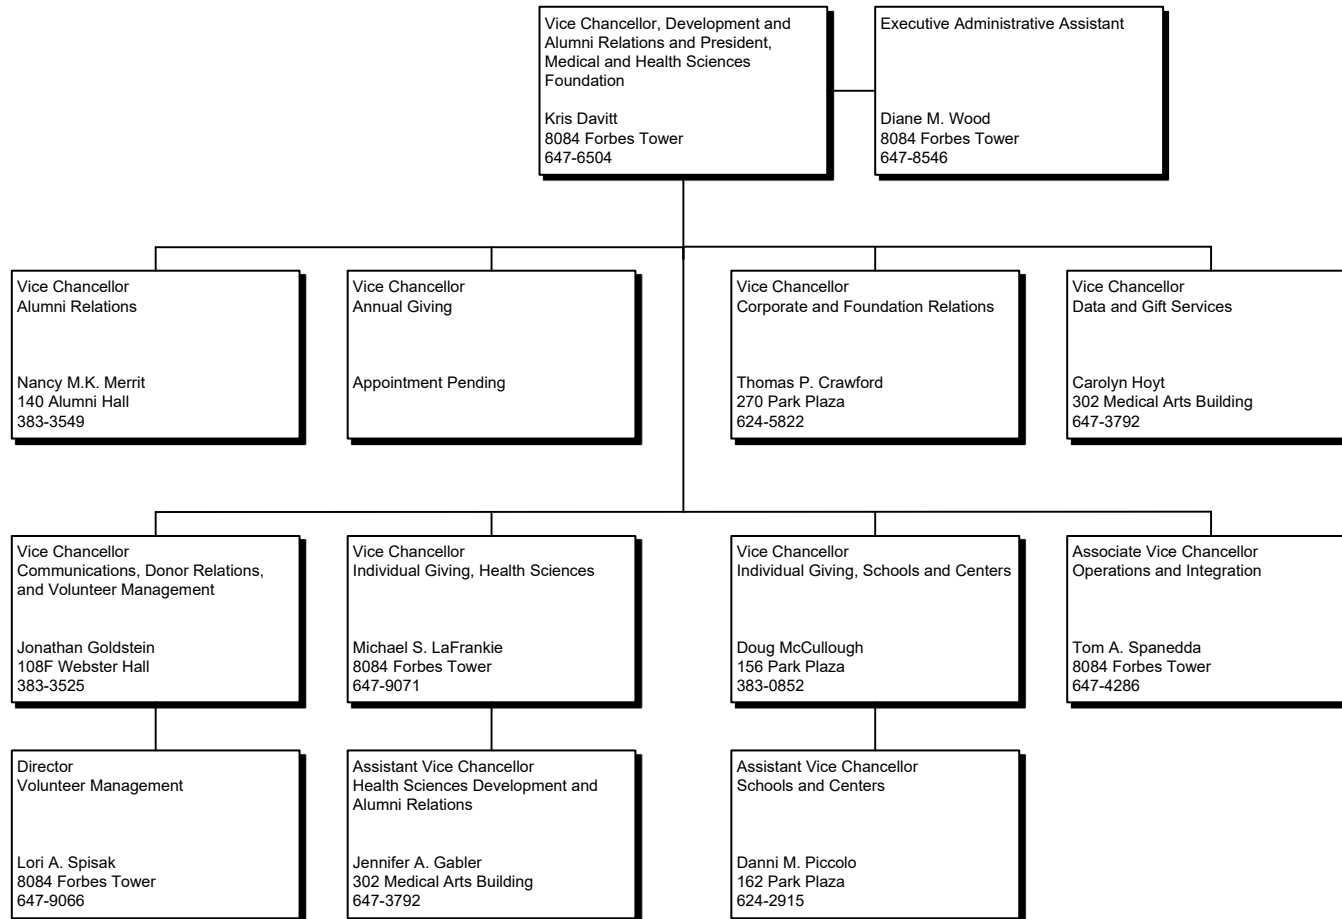 Vice Chancellor, Development and
Alumni Relations and President,
Medical and Health Sciences
Foundation
Kris Davitt
8084 Forbes Tower
647-6504
Executive Administrative Assistant
Diane M. Wood
8084 Forbes Tower
647-8546
Vice Chancellor
Alumni Relations
Nancy M.K. Merrit
140 Alumni Hall
383-3549
Vice Chancellor
Annual Giving
Appointment Pending
Vice Chancellor
Corporate and Foundation Relations
Thomas P. Crawford
270 Park Plaza
624-5822
Vice Chancellor
Data and Gift Services
Carolyn Hoyt
302 Medical Arts Building
647-3792
Vice Chancellor
Communications, Donor Relations,
and Volunteer Management
Jonathan Goldstein
108F Webster Hall
383-3525
Vice Chancellor
Individual Giving, Health Sciences
Michael S. LaFrankie
8084 Forbes Tower
647-9071
Vice Chancellor
Individual Giving, Schools and Centers
Doug McCullough
156 Park Plaza
383-0852
Associate Vice Chancellor
Operations and Integration
Tom A. Spanedda
8084 Forbes Tower
647-4286
Director
Volunteer Management
Lori A. Spisak
8084 Forbes Tower
647-9066
Assistant Vice Chancellor
Health Sciences Development and
Alumni Relations
Jennifer A. Gabler
302 Medical Arts Building
647-3792
Assistant Vice Chancellor
Schools and Centers
Danni M. Piccolo
162 Park Plaza
624-2915